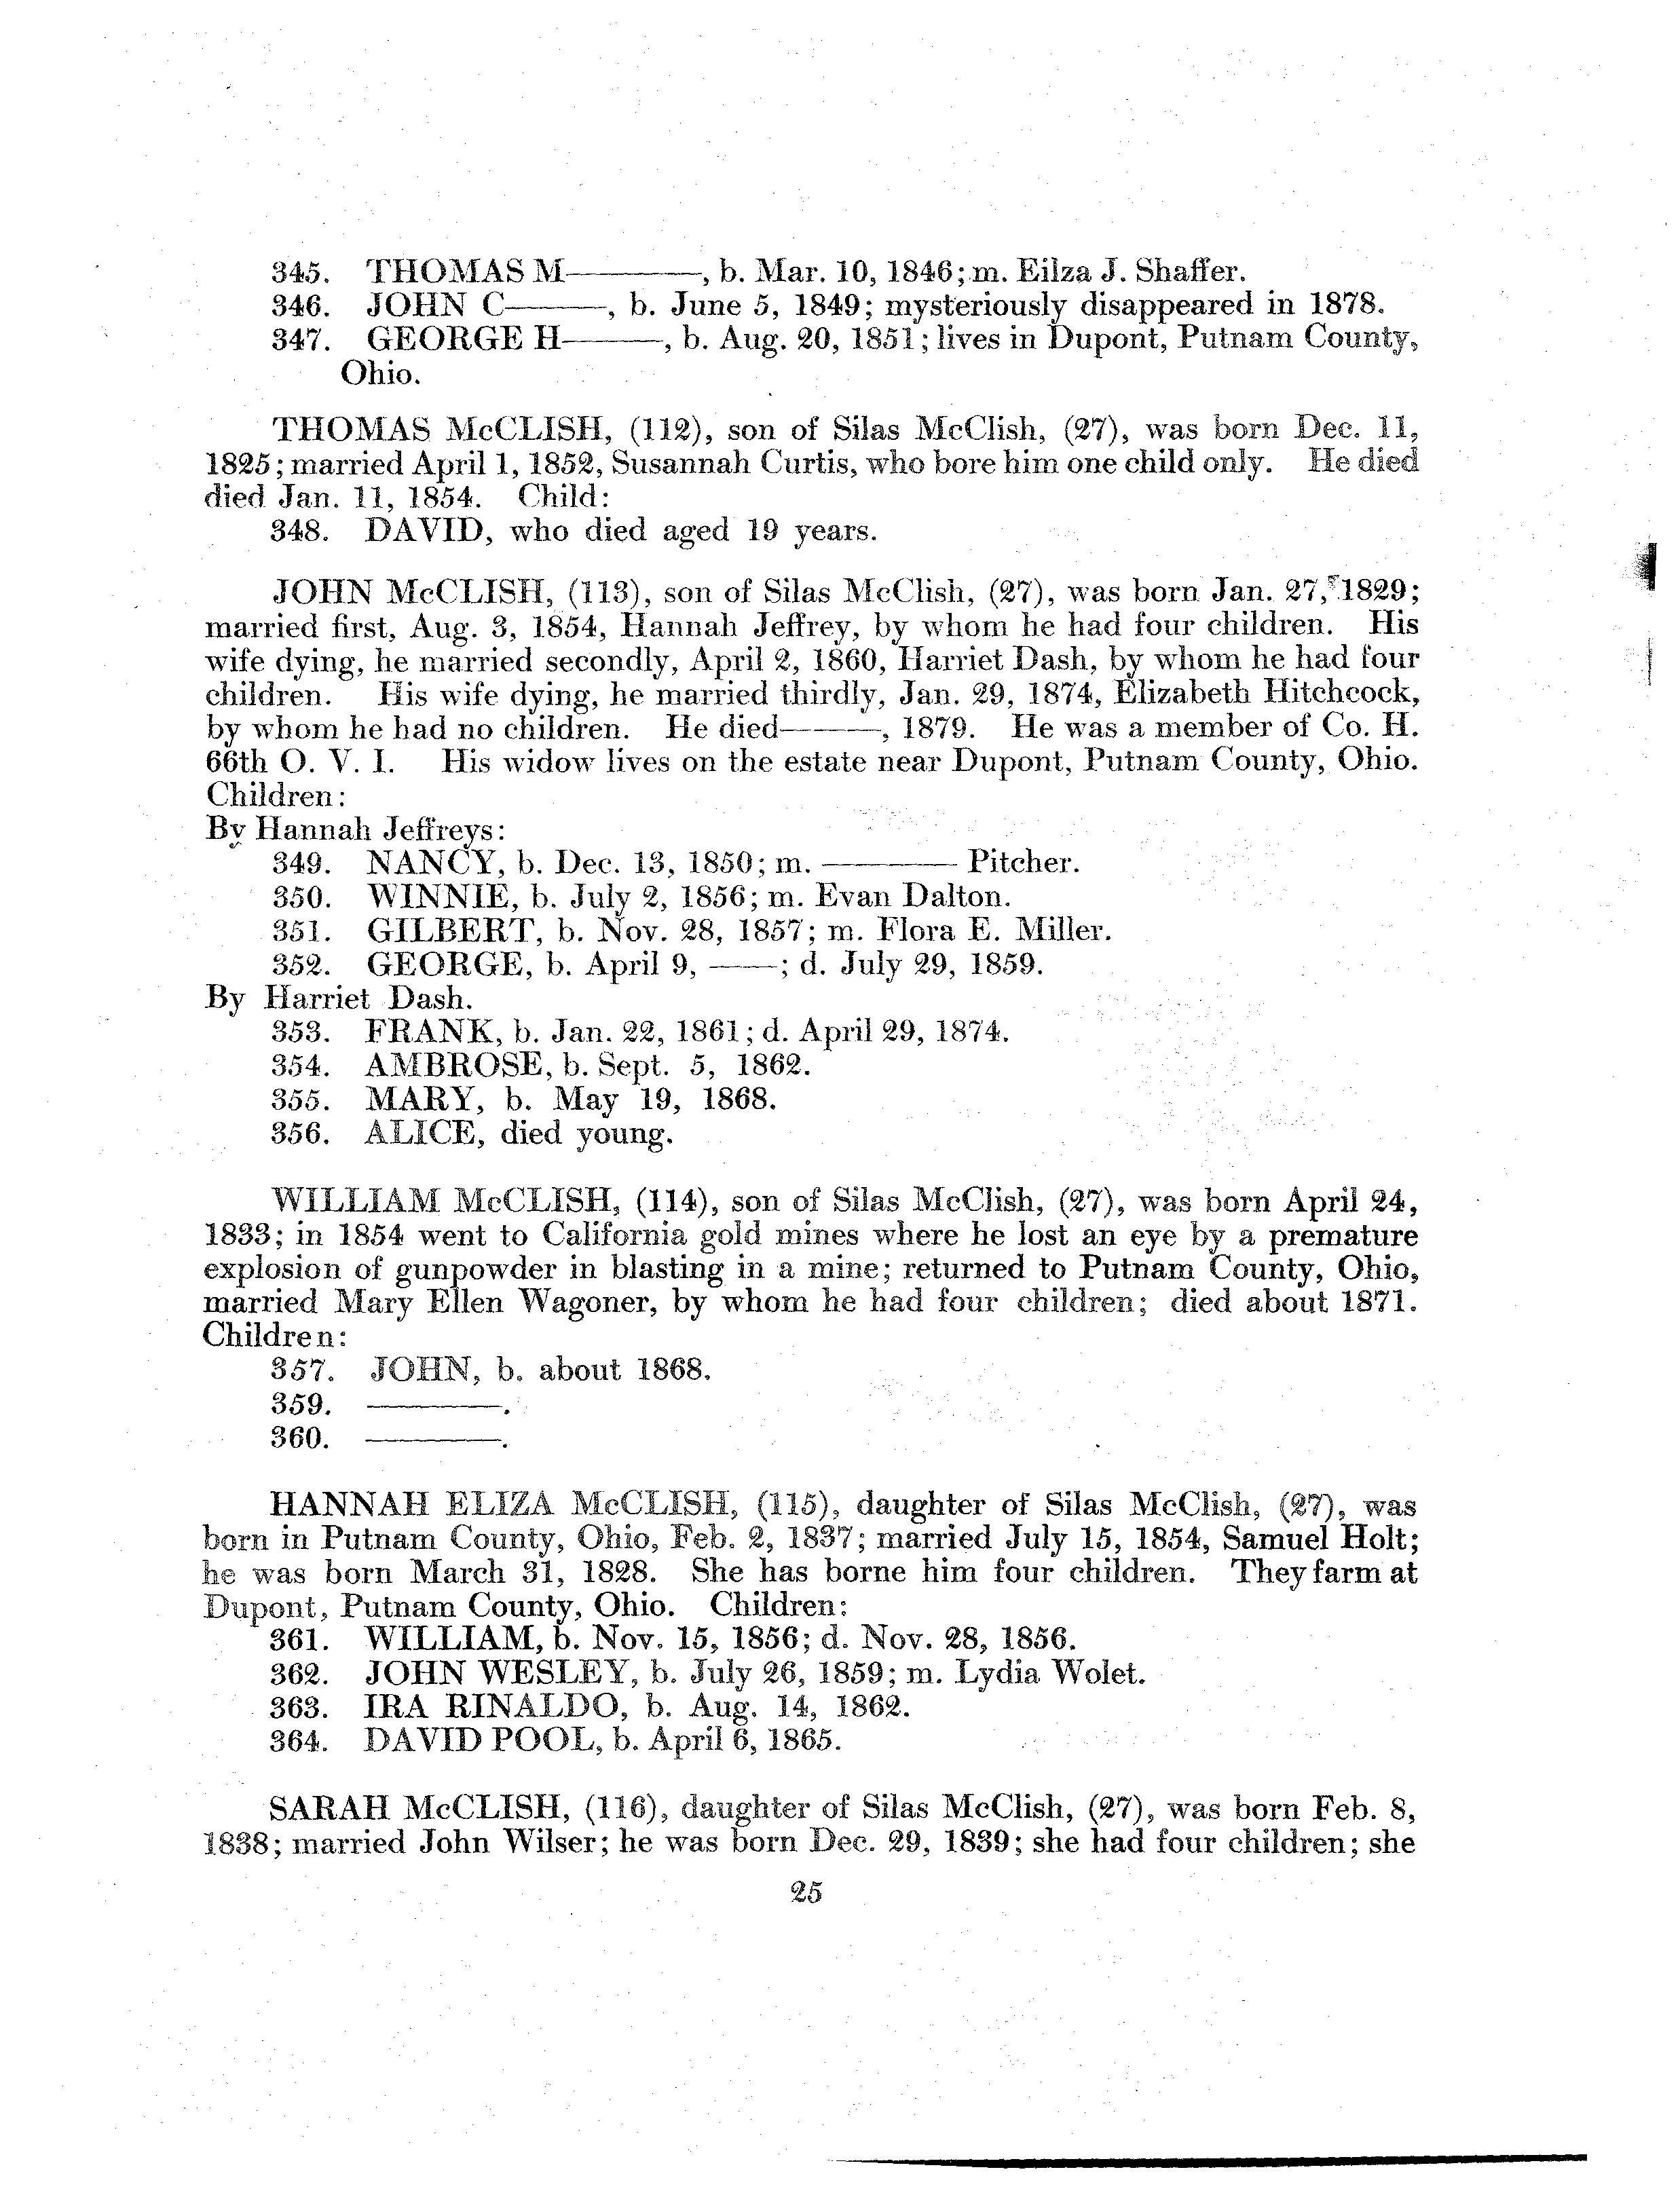 345. THOMAS M————, b. Mar. 10, 1846; m. Eilza J. Shaffer.
346. JOHN C———, b. June 5, 1849; mysteriously disappeared in 1878.
347. GEORGE H———, b. Aug. 20, 1851; lives in Dupont, Putnam County,
Ohio.
THOMAS McCLISH, (112), son of Silas McClish, (27), was born Dec. 11,
1825; married April 1, 1852, Susannah Curtis, who bore him one child only. He died
died Jan. 11, 1854. Child:
348. DAVID, who died aged 19 years.
JOHN McCLISH, (113), son of Silas McClish, (27), was born Jan. 27, 1829;
married first, Aug. 3, 1854, Hannah Jeffrey, by whom he had four children. His
wife dying, he married secondly, April 2, 1860, Harriet Dash, by whom he had four
children. His wife dying, he married thirdly, Jan. 29, 1874, Elizabeth Hitchcock,
by whom he had no children. He died———, 1879. He was a member of Co. H.
66th O. V. I. His widow lives on the estate near Dupont, Putnam County, Ohio.
Children:
By Hannah Jeffreys:
349. NANCY, b. Dec. 13, 1850; m. ———— Pitcher.
350. WINNIE, b. July 2, 1856; m. Evan Dalton.
351. GILBERT, b. Nov. 28, 1857; m. Flora E. Miller.
352. GEORGE, b. April 9, ——; d. July 29, 1859.
By Harriet Dash.
353. FRANK, b. Jan. 22, 1861; d. April 29, 1874.
354. AMBROSE, b. Sept. 5, 1862.
355. MARY, b. May 19, 1868.
356. ALICE, died young.
WILLIAM McCLISH, (114), son of Silas McClish, (27), was born April 24,
1833; in 1854 went to California gold mines where he lost an eye by a premature
explosion of gunpowder in blasting in a mine; returned to Putnam County, Ohio,
married Mary Ellen Wagoner, by whom he had four children; died about 1871.
Children:
357. JOHN, b. about 1868.
359. ————.
360. ————.
HANNAH ELIZA McCLISH, (115), daughter of Silas McClish, (27), was
born in Putnam County, Ohio, Feb. 2, 1837; married July 15, 1854, Samuel Holt;
he was born March 31, 1828. She has borne him four children. They farm at
Dupont, Putnam County, Ohio. Children:
361. WILLIAM, b. Nov. 15, 1856; d. Nov. 28, 1856.
362. JOHN WESLEY, b. July 26, 1859; m. Lydia Wolet.
363. IRA RINALDO, b. Aug. 14, 1862.
364. DAVID POOL, b. April 6, 1865.
SARAH McCLISH, (116), daughter of Silas McClish, (27), was born Feb. 8,
1838; married John Wilser; he was born Dec. 29, 1839; she had four children; she
25